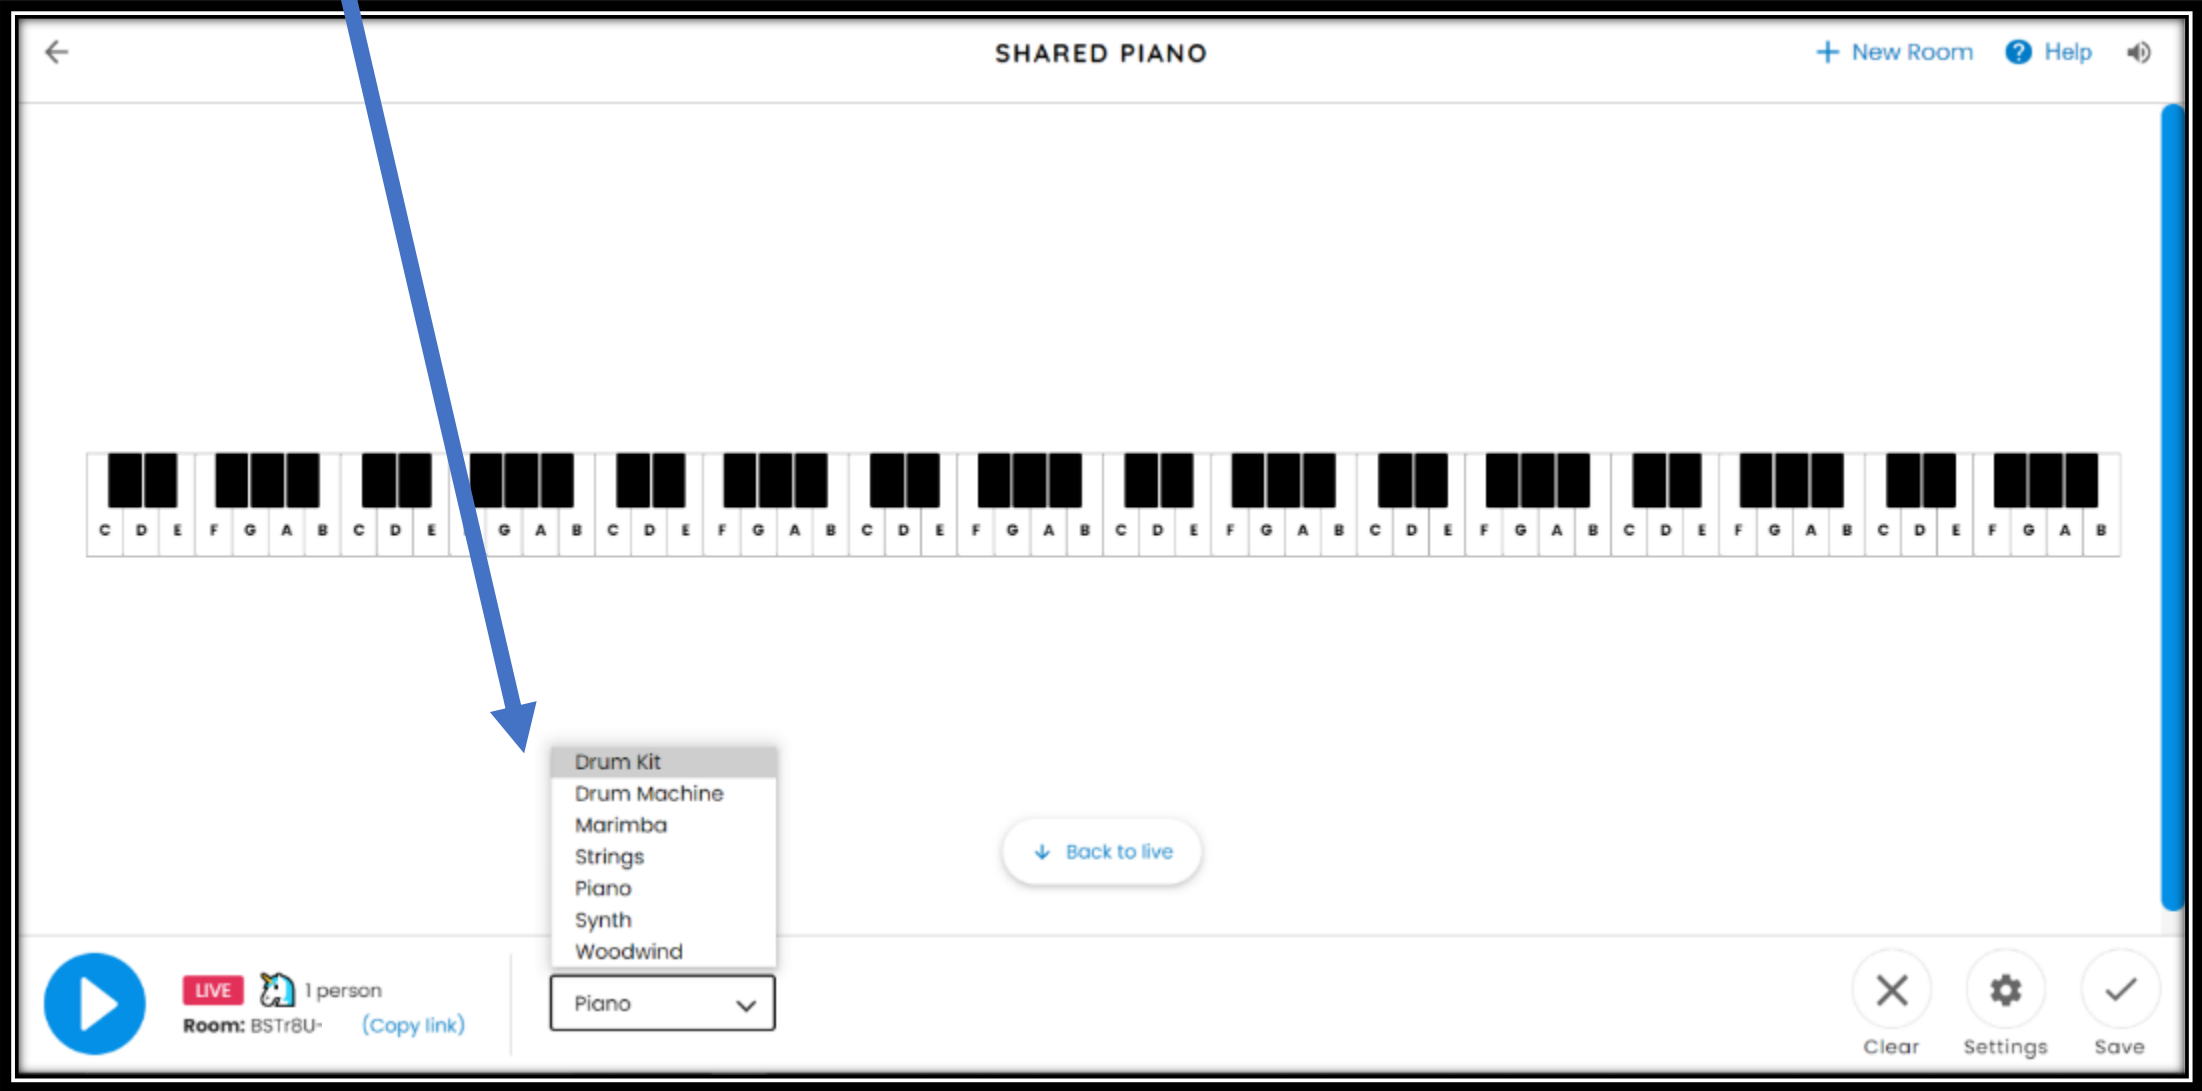 SHARED PIANO
+ New Room ? Help
C D E F G A B C D E G A B C D E F G A B C D E F G A B C D E F G A B C D E F G A B C D E F G A B C D E F G A B
Drum Kit
Drum Machine
Marimba
Strings
Piano
Synth
Woodwind
Back to live
LIVE 1 person
Room: BSTr8U- (Copy link)
Piano
Clear Settings Save